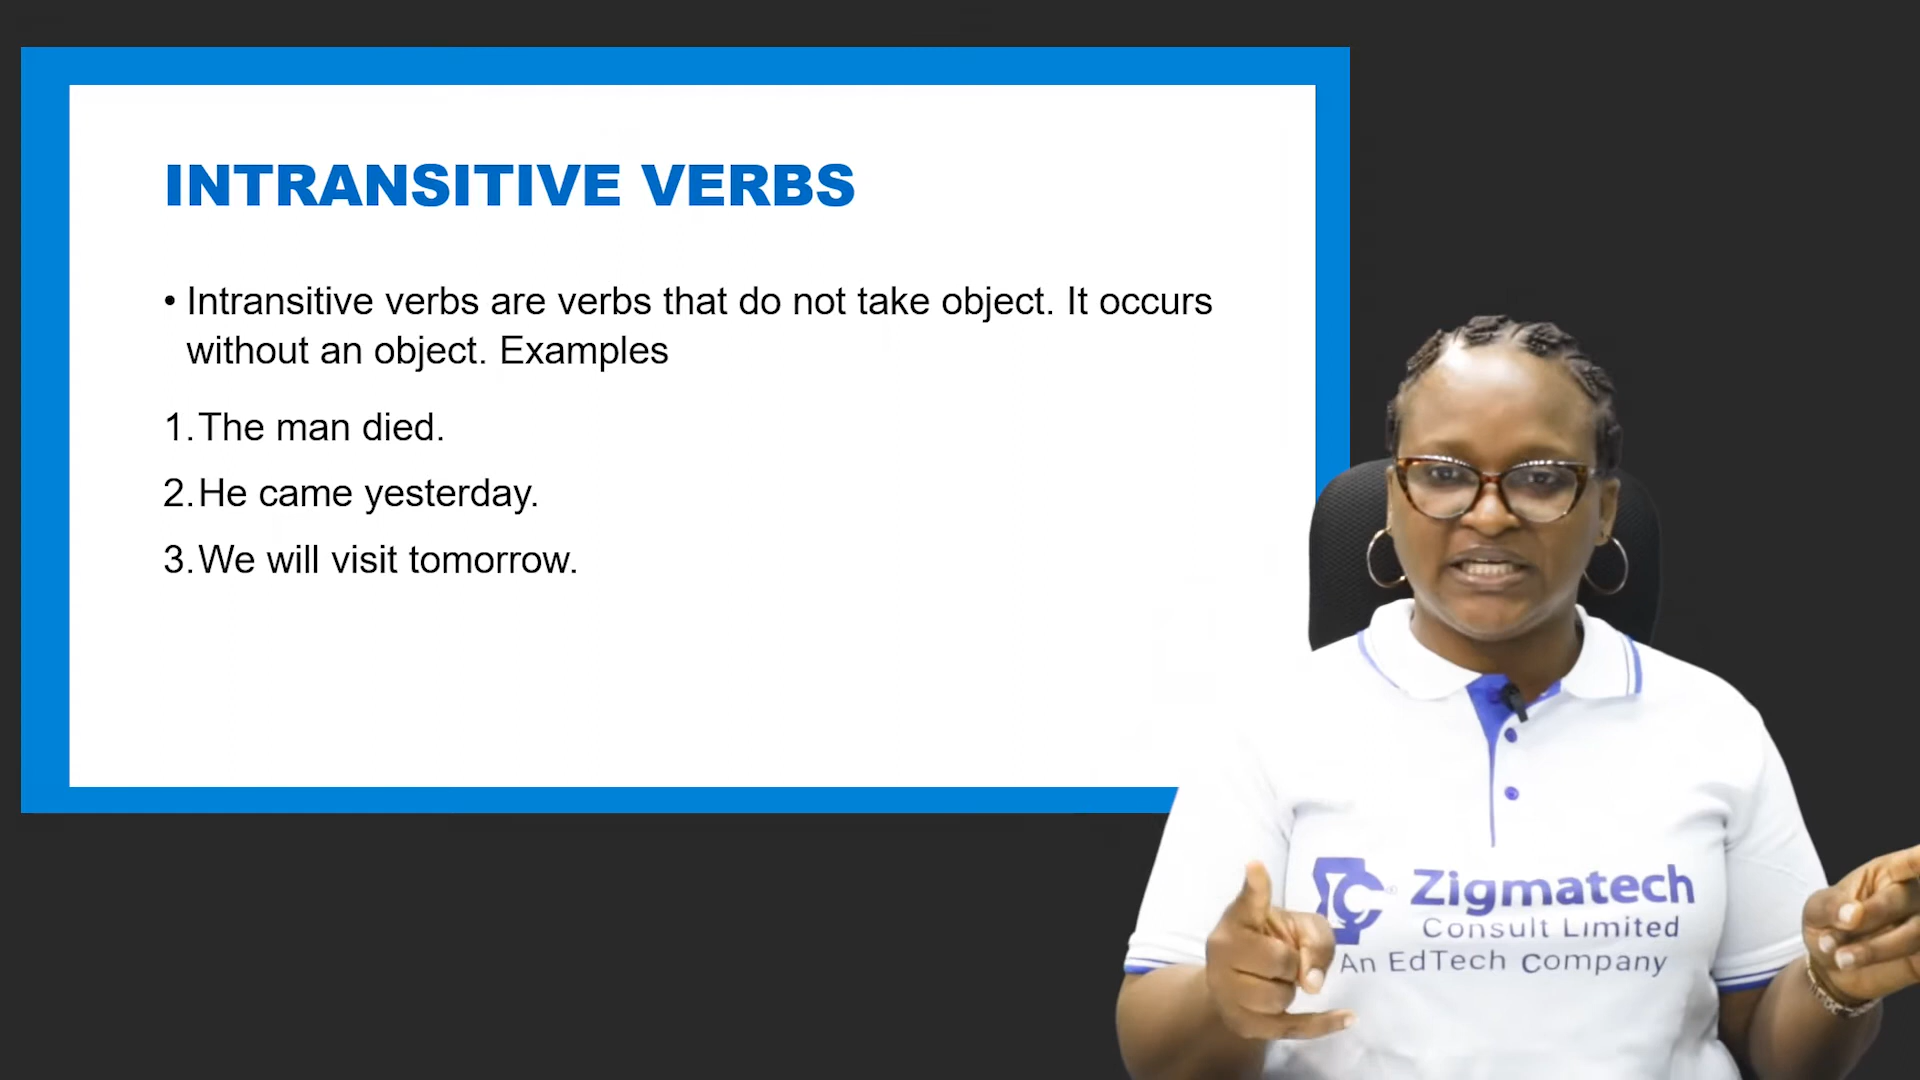 INTRANSITIVE VERBS
• Intransitive verbs are verbs that do not take object. It occurs
without an object. Examples
1. The man died.
2. He came yesterday.
3. We will visit tomorrow.
Zigmatech
Consult Limited
An EdTech Company